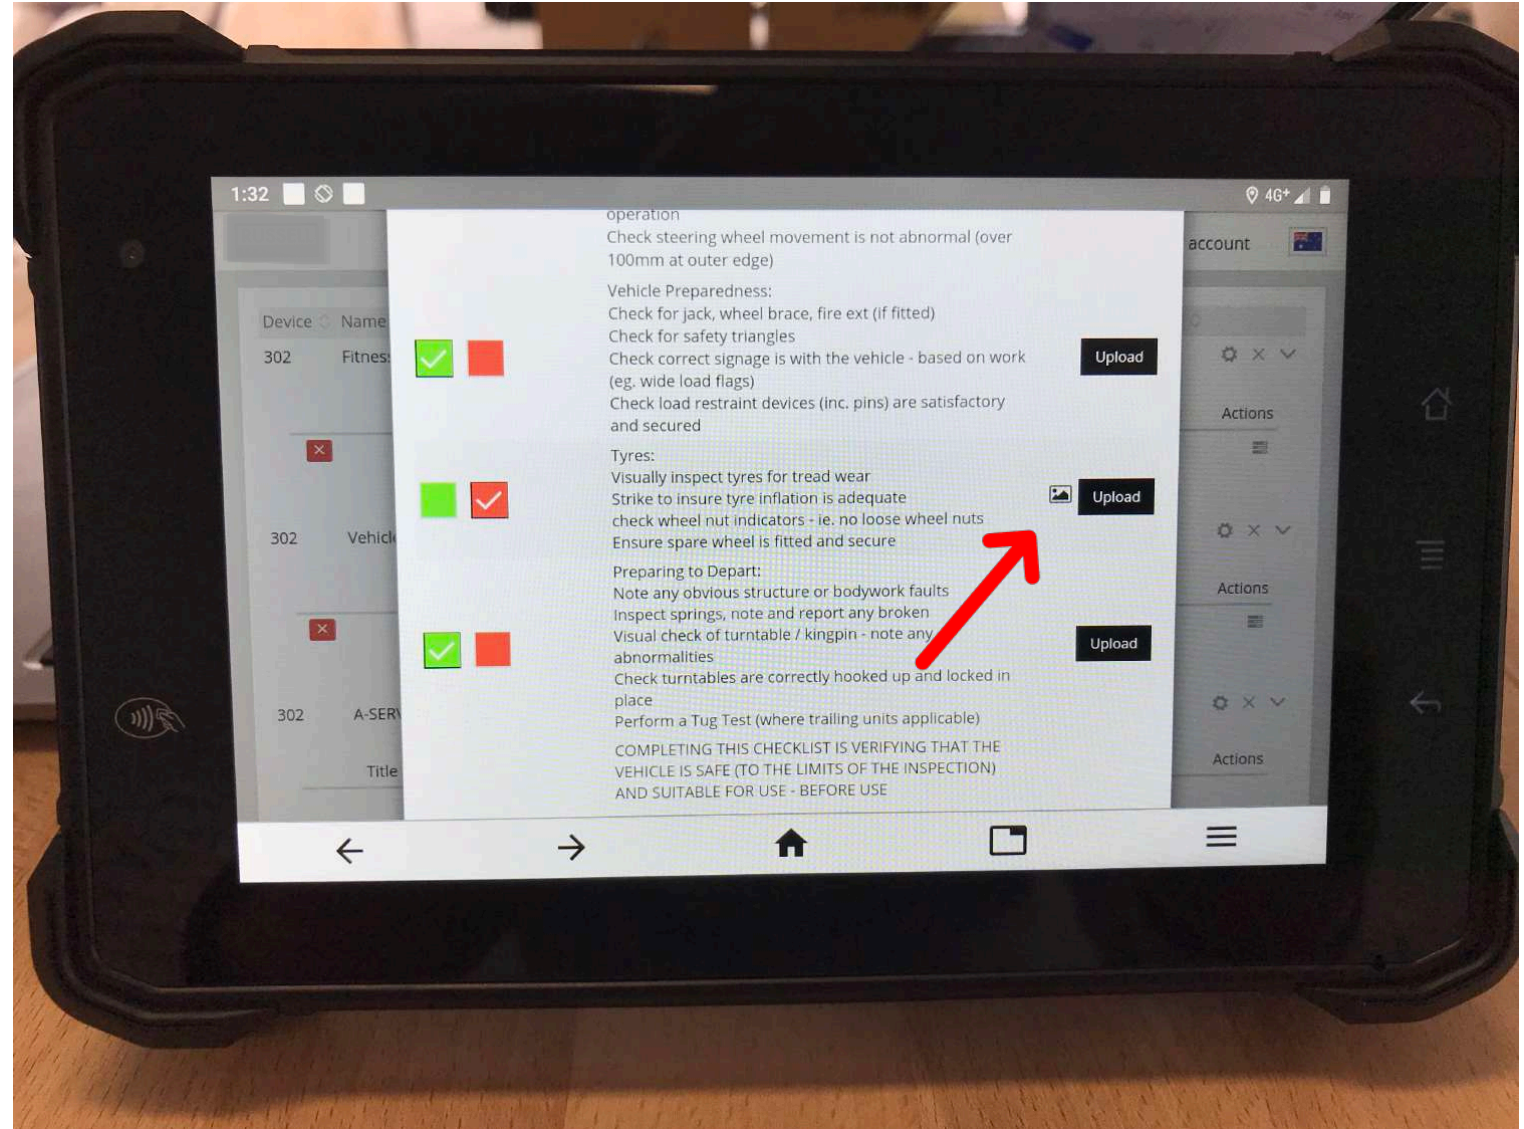 1:32
4G+
account
operation
Check steering wheel movement is not abnormal (over
100mm at outer edge)
Device
Name
302
Fitness
Vehicle Preparedness:
Check for jack, wheel brace, fire ext (if fitted)
Check for safety triangles
Check correct signage is with the vehicle - based on work
(eg. wide load flags)
Check load restraint devices (inc. pins) are satisfactory
and secured
Upload
Actions
Tyres:
Visually inspect tyres for tread wear
Strike to insure tyre inflation is adequate
check wheel nut indicators - ie. no loose wheel nuts
Ensure spare wheel is fitted and secure
Upload
302
Vehicle
Actions
Preparing to Depart:
Note any obvious structure or bodywork faults
Inspect springs, note and report any broken
Visual check of turntable / kingpin - note any
abnormalities
Check turntables are correctly hooked up and locked in
place
Perform a Tug Test (where trailing units applicable)
Upload
302
A-SERV
Title
Actions
COMPLETING THIS CHECKLIST IS VERIFYING THAT THE
VEHICLE IS SAFE (TO THE LIMITS OF THE INSPECTION)
AND SUITABLE FOR USE - BEFORE USE